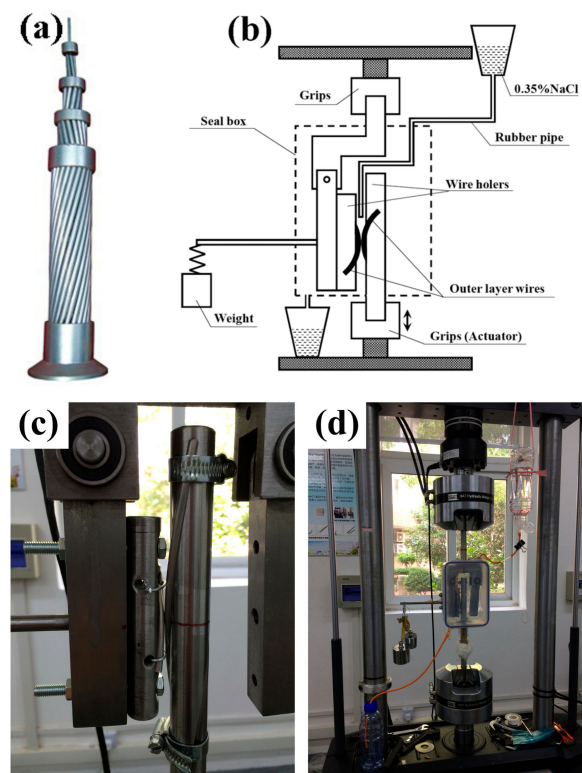 (a)
(b)
Grips
0.35%NaCl
Seal box
Rubber pipe
Wire holers
Outer layer wires
Weight
Grips (Actuator)
(c)
(d)